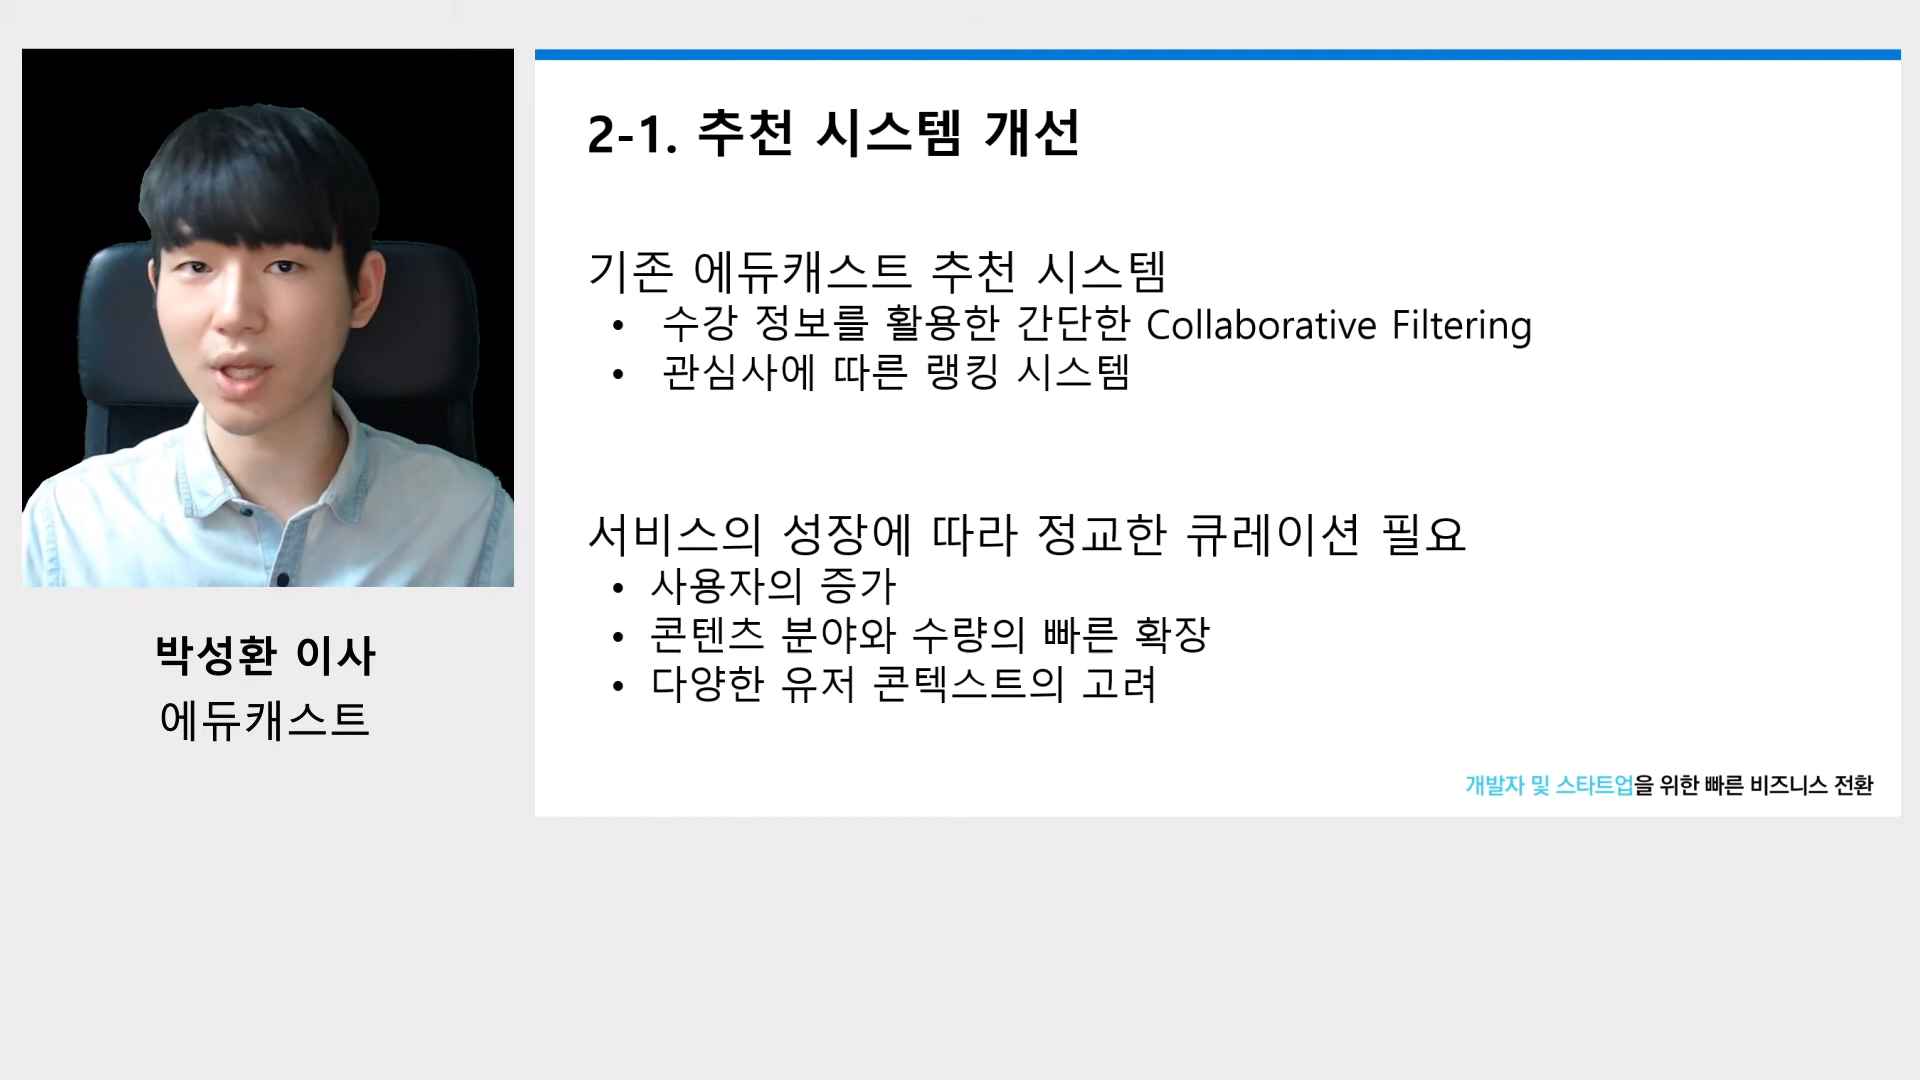 박성환 이사
에듀캐스트
2-1. 추천 시스템 개선
기존 에듀캐스트 추천 시스템
• 수강 정보를 활용한 간단한 Collaborative Filtering
• 관심사에 따른 랭킹 시스템
서비스의 성장에 따라 정교한 큐레이션 필요
• 사용자의 증가
• 콘텐츠 분야와 수량의 빠른 확장
• 다양한 유저 콘텍스트의 고려
개발자 및 스타트업을 위한 빠른 비즈니스 전환